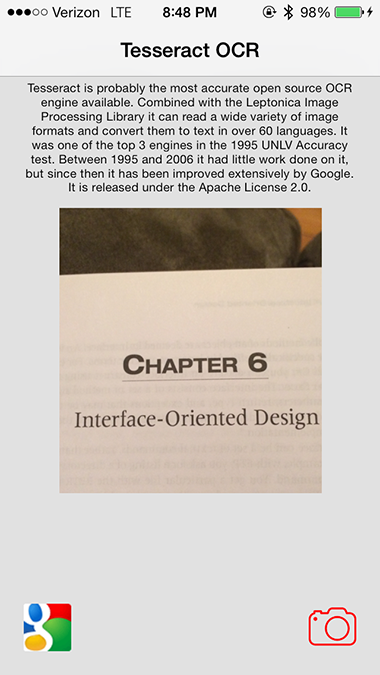 Verizon LTE 8:48 PM 98%
Tesseract OCR
Tesseract is probably the most accurate open source OCR
engine available. Combined with the Leptonica Image
Processing Library it can read a wide variety of image
formats and convert them to text in over 60 languages. It
was one of the top 3 engines in the 1995 UNLV Accuracy
test. Between 1995 and 2006 it had little work done on it,
but since then it has been improved extensively by Google.
It is released under the Apache License 2.0.
CHAPTER 6
Interface-Oriented Design
g